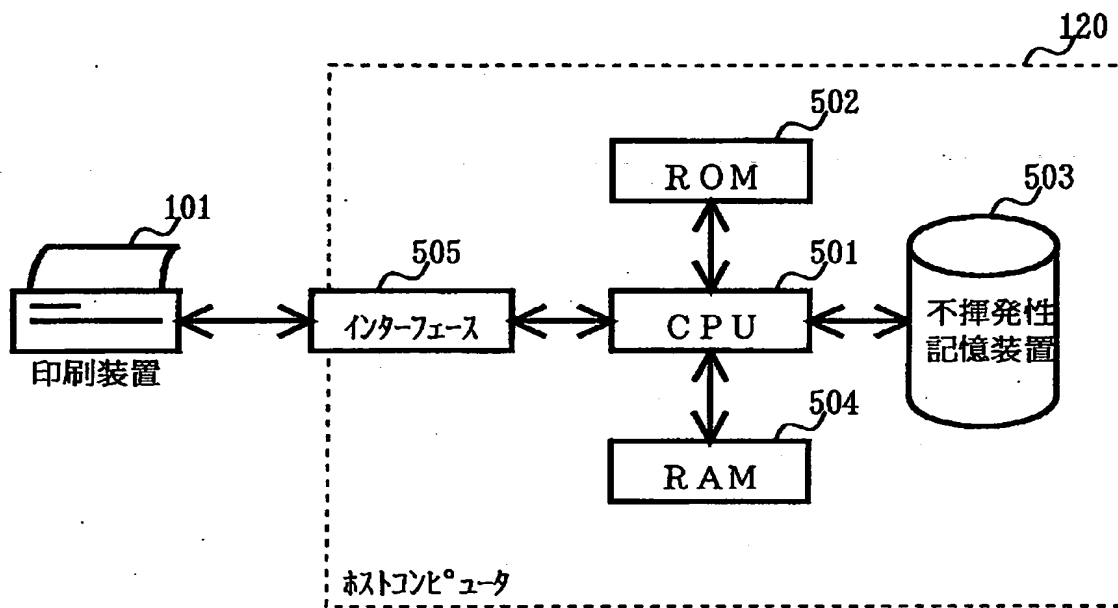 120
502
ROM
503
101
505
501
インターフェース
CPU
不揮発性
記憶装置
印刷装置
504
RAM
ホストコンピュータ